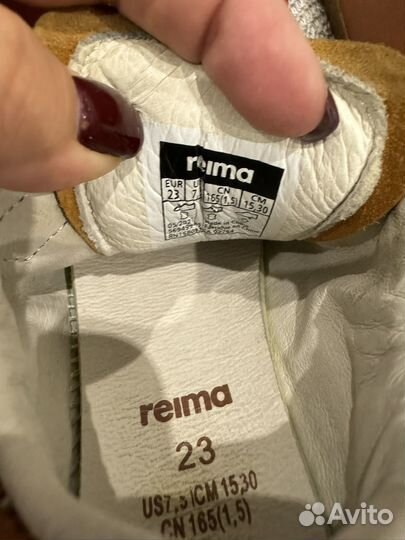 reima
EUR CN CM
23 165(1,5) 15,30
reima
23
US7,5 | CM 15,30
CN 165(1,5)
Avito